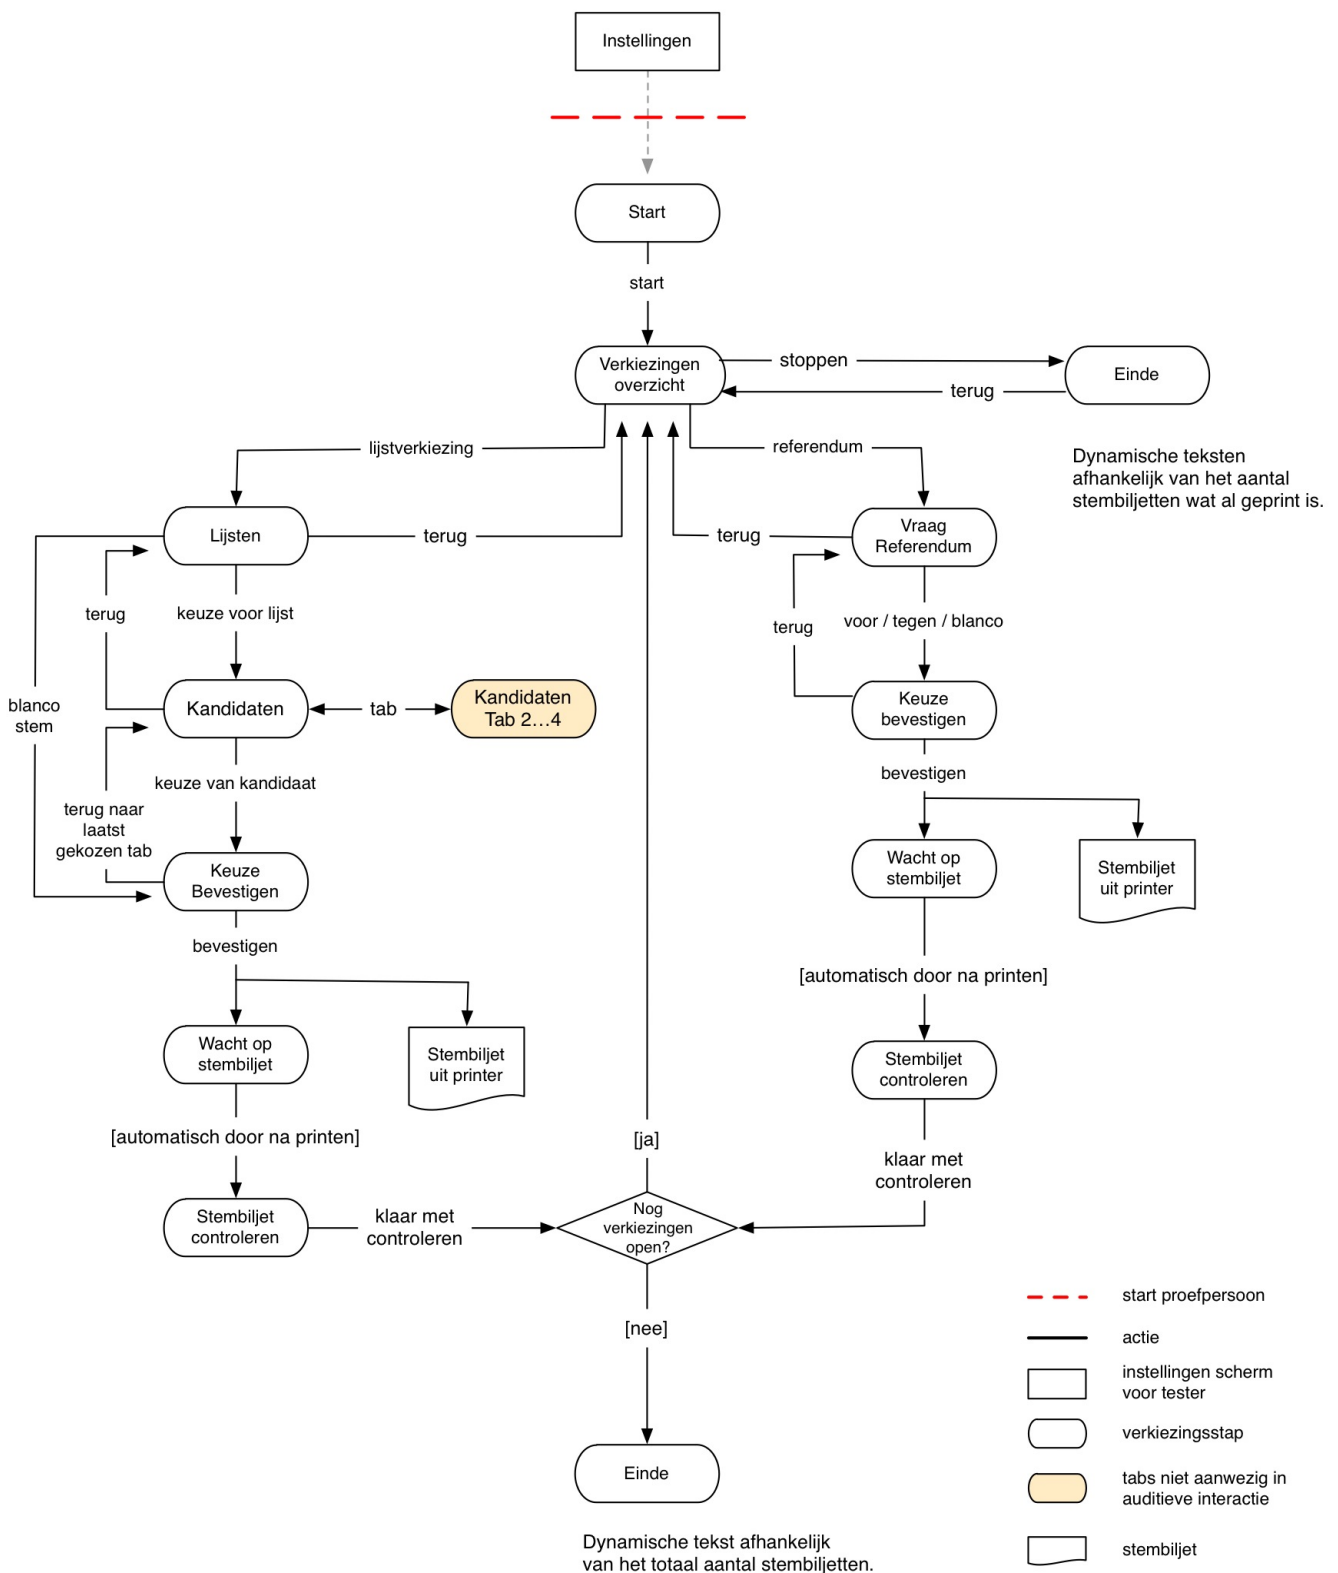 Instellingen
Start
start
Verkiezingen
overzicht
stoppen
Einde
terug
lijstverkiezing
referendum
Dynamische teksten
afhankelijk van het aantal
stembiljetten wat al geprint is.
Lijsten
terug
terug
Vraag
Referendum
terug
keuze voor lijst
terug
voor / tegen / blanco
blanco
stem
Kandidaten
tab
Kandidaten
Tab 2...4
Keuze
bevestigen
keuze van kandidaat
bevestigen
terug naar
laatst
gekozen tab
Keuze
Bevestigen
Wacht op
stembiljet
Stembiljet
uit printer
bevestigen
[automatisch door na printen]
Wacht op
stembiljet
Stembiljet
uit printer
Stembiljet
controleren
[automatisch door na printen]
[ja]
klaar met
controleren
Stembiljet
controleren
klaar met
controleren
Nog
verkiezingen
open?
[nee]
Einde
Dynamische tekst afhankelijk
van het totaal aantal stembiljetten.
start proefpersoon
actie
instellingen scherm
voor tester
verkiezingsstap
tabs niet aanwezig in
auditieve interactie
stembiljet